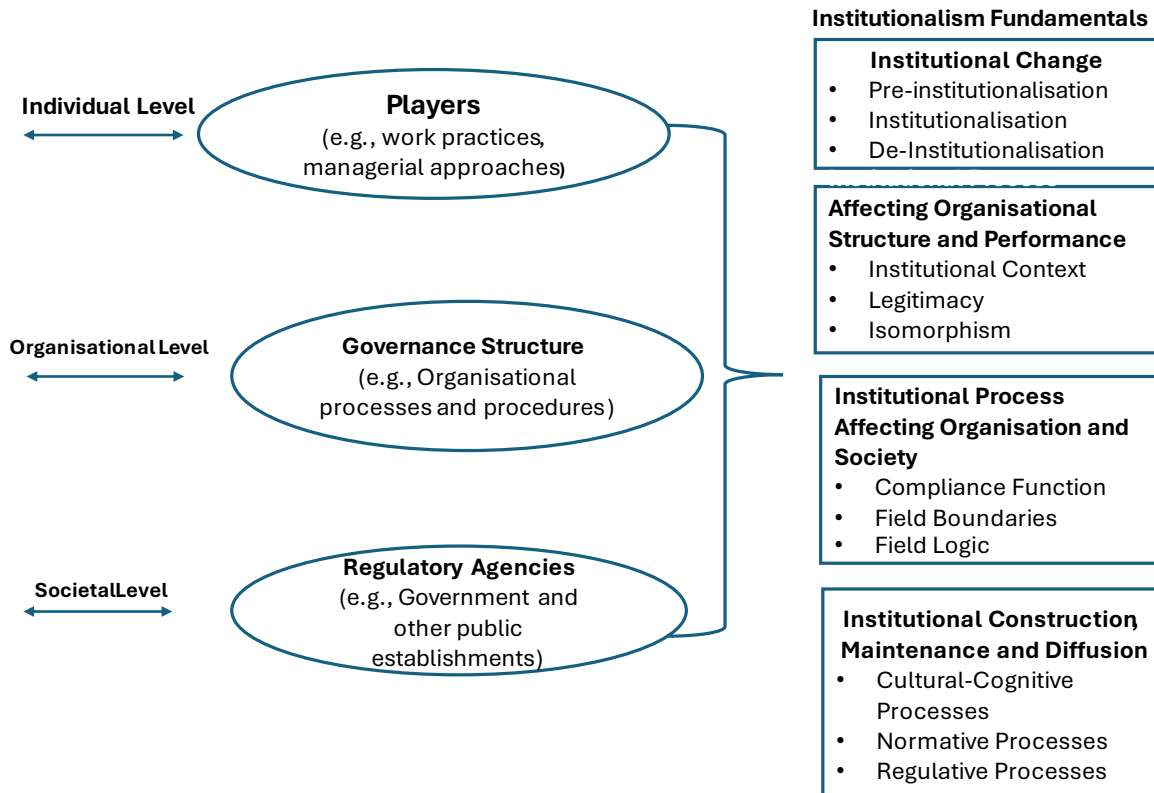 Individual Level
Players
(e.g., work practices,
managerial approaches)
Organisational Level
Governance Structure
(e.g., Organisational
processes and procedures)
Societal Level
Regulatory Agencies
(e.g., Government and
other public
establishments)
Institutionalism Fundamentals
Institutional Change
• Pre-institutionalisation
• Institutionalisation
• De-Institutionalisation
Affecting Organisational
Structure and Performance
• Institutional Context
• Legitimacy
• Isomorphism
Institutional Process
Affecting Organisation and
Society
• Compliance Function
• Field Boundaries
• Field Logic
Institutional Construction,
Maintenance and Diffusion
• Cultural-Cognitive
Processes
• Normative Processes
• Regulative Processes